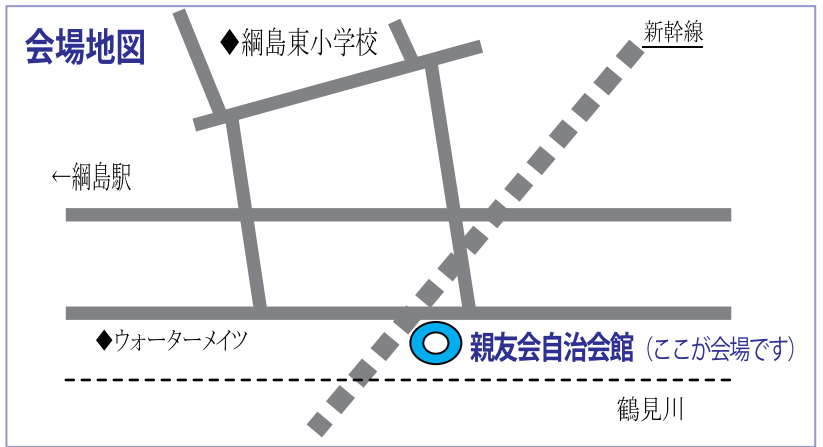 会場地図
◆綱島東小学校
新幹線
←綱島駅
◆ウォーターメイツ
親友会自治会館（ここが会場です）
鶴見川